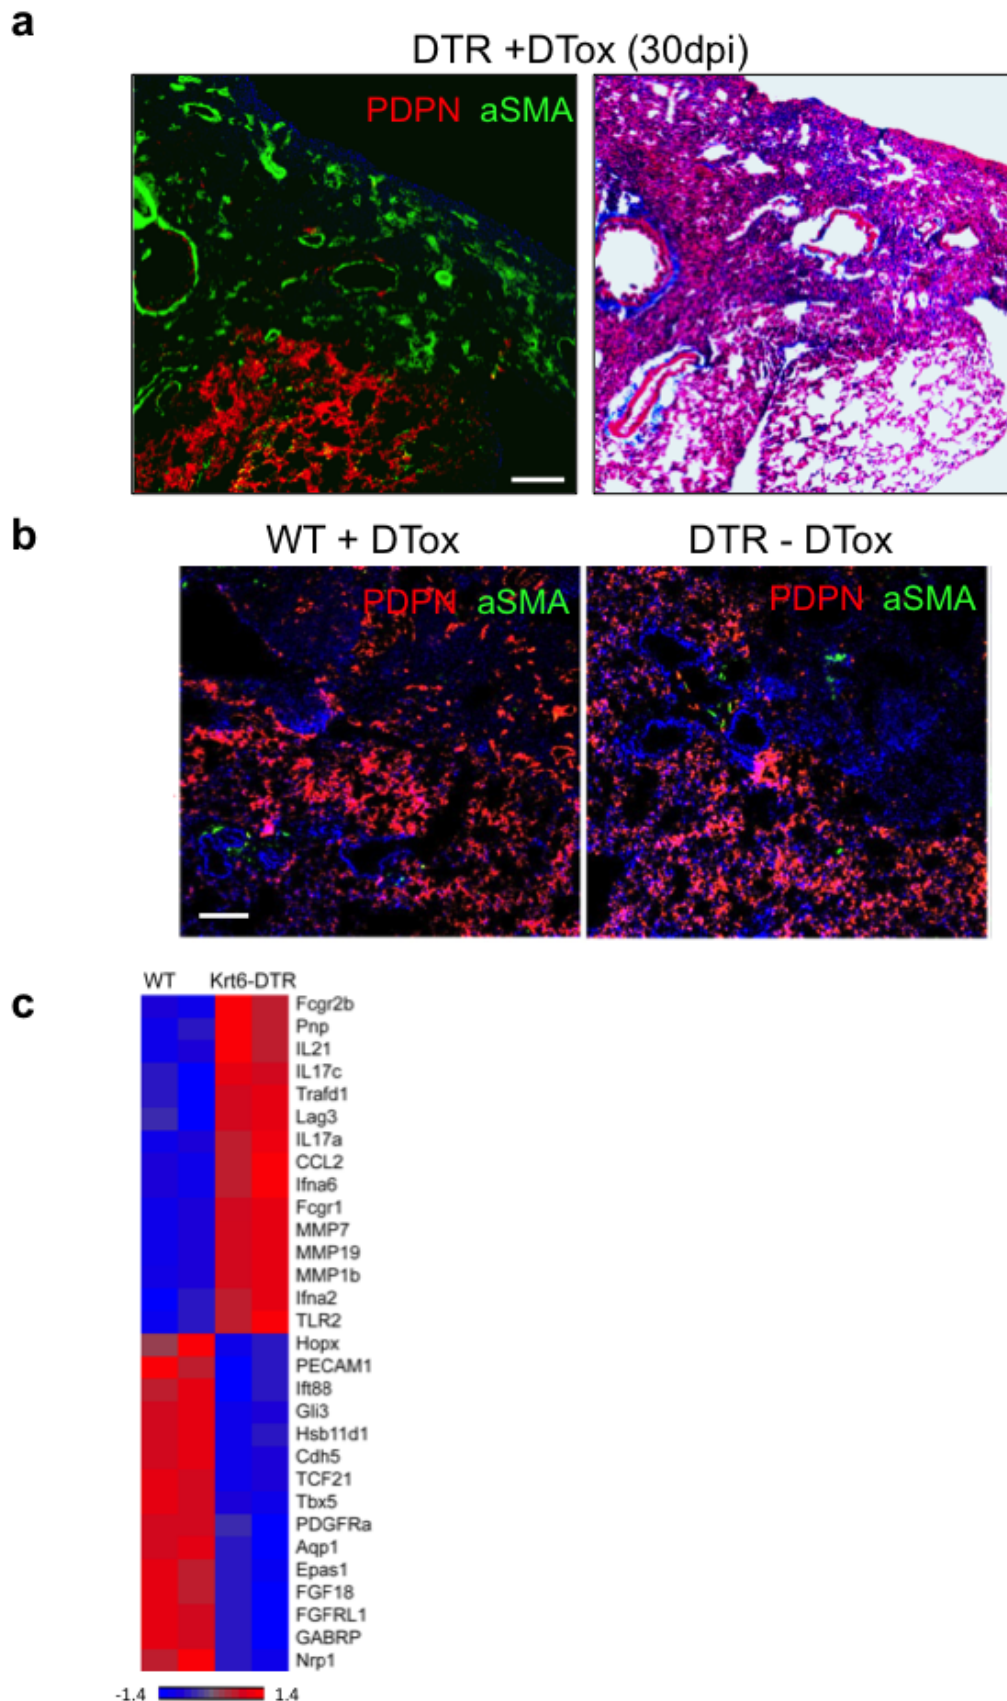 a
DTR +DTox (30dpi)
PDPN aSMA
b
WT + DTox
DTR - DTox
PDPN aSMA
PDPN aSMA
c
WT Krt6-DTR
Fcgr2b
Pnp
IL21
IL17c
Trafd1
Lag3
IL17a
CCL2
Ifna6
Fcgr1
MMP7
MMP19
MMP1b
Ifna2
TLR2
Hopx
PECAM1
Ift88
Gli3
Hsb11d1
Cdh5
TCF21
Tbx5
PDGFRa
Aqp1
Epas1
FGF18
FGFRL1
GABRP
Nrp1
-1.4 1.4